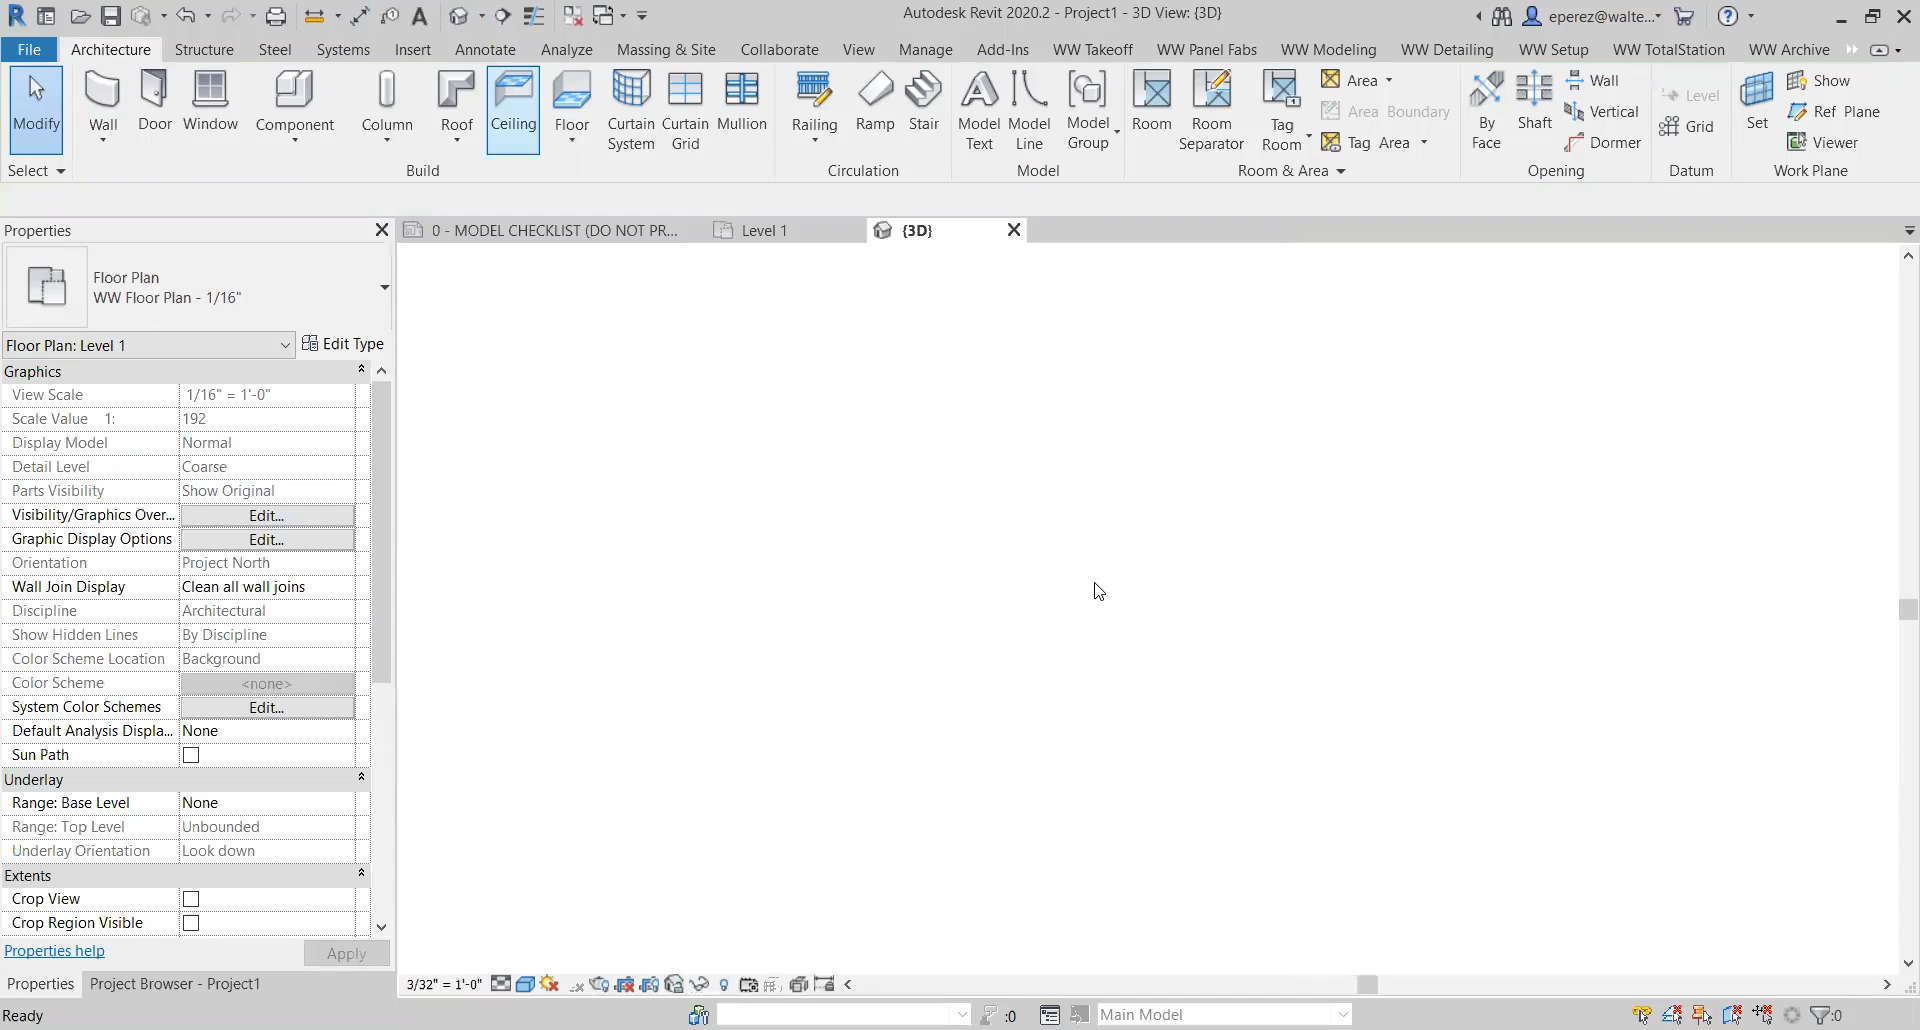 Autodesk Revit 2020.2 - Project1 - 3D View: {3D}
eperez@walte...
File Architecture Structure Steel Systems Insert Annotate Analyze Massing & Site Collaborate View Manage Add-Ins WW Takeoff WW Panel Fabs WW Modeling WW Detailing WW Setup WW TotalStation WW Archive
Modify
Wall
Door
Window
Component
Column
Roof
Ceiling
Floor
Curtain
System
Curtain
Grid
Mullion
Railing
Ramp
Stair
Model
Text
Model
Line
Model
Group
Room
Room
Separator
Tag
Room
Area
Area Boundary
Tag Area
By
Face
Shaft
Wall
Vertical
Dormer
Level
Grid
Set
Show
Ref Plane
Viewer
Select Build Circulation Model Room & Area Opening Datum Work Plane
Properties
0 - MODEL CHECKLIST (DO NOT PR...
Level 1
{3D}
Floor Plan
WW Floor Plan - 1/16"
Floor Plan: Level 1
Edit Type
Graphics
View Scale 1/16" = 1'-0"
Scale Value 1: 192
Display Model Normal
Detail Level Coarse
Parts Visibility Show Original
Visibility/Graphics Over... Edit...
Graphic Display Options Edit...
Orientation Project North
Wall Join Display Clean all wall joins
Discipline Architectural
Show Hidden Lines By Discipline
Color Scheme Location Background
Color Scheme <none>
System Color Schemes Edit...
Default Analysis Displa... None
Sun Path
Underlay
Range: Base Level None
Range: Top Level Unbounded
Underlay Orientation Look down
Extents
Crop View
Crop Region Visible
Properties help
Apply
Properties
Project Browser - Project1
3/32" = 1'-0"
Ready
:0
Main Model
:0